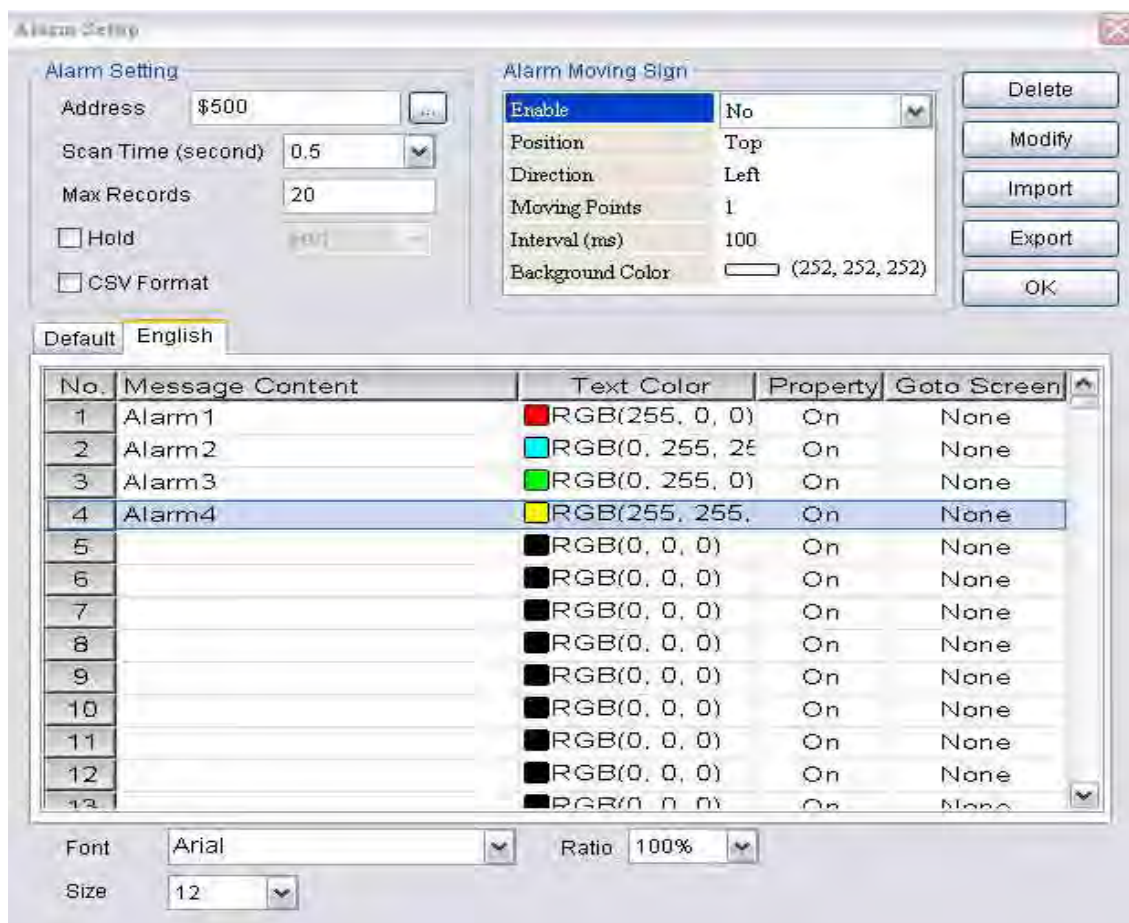 Alarm Setup
Alarm Setting
Address $500 ...
Scan Time (second) 0.5
Max Records 20
Hold
CSV Format
Alarm Moving Sign
Enable No
Position Top
Direction Left
Moving Points 1
Interval (ms) 100
Background Color (252, 252, 252)
Delete
Modify
Import
Export
OK
Default English
No. Message Content Text Color Property Goto Screen
1 Alarm1 RGB(255, 0, 0) On None
2 Alarm2 RGB(0, 255, 25
3 Alarm3 RGB(0, 255, 0) On None
4 Alarm4 RGB(255, 255, On None
5 RGB(0, 0, 0) On None
6 RGB(0, 0, 0) On None
7 RGB(0, 0, 0) On None
8 RGB(0, 0, 0) On None
9 RGB(0, 0, 0) On None
10 RGB(0, 0, 0) On None
11 RGB(0, 0, 0) On None
12 RGB(0, 0, 0) On None
13 RGB(0, 0, 0) On None
Font Arial Ratio 100%
Size 12